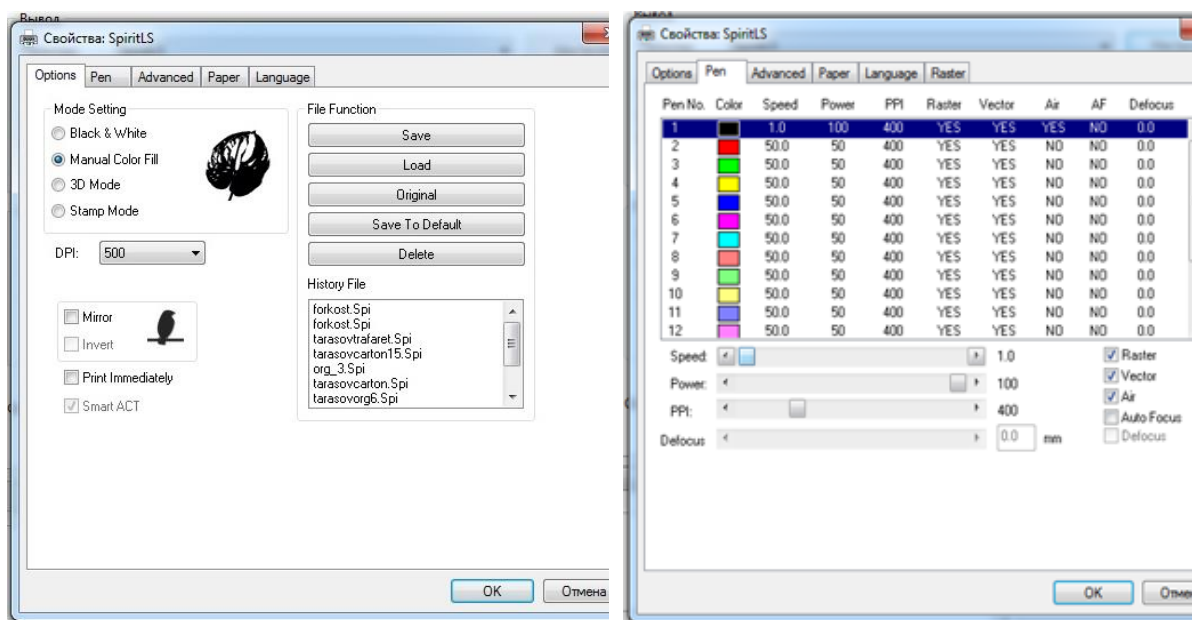 Вывод
Свойства: SpiritLS
Options Pen Advanced Paper Language
Mode Setting
Black & White
Manual Color Fill
3D Mode
Stamp Mode
DPI: 500
Mirror
Invert
Print Immediately
Smart ACT
File Function
Save
Load
Original
Save To Default
Delete
History File
forkost.Spi
forkost.Spi
tarasovtrafaret.Spi
tarasovcarton15.Spi
org_3.Spi
tarasovcarton.Spi
tarasovorg6.Spi
OK Отмена
Свойства: SpiritLS
Options Pen Advanced Paper Language Raster
Pen No. Color Speed Power PPI Raster Vector Air AF Defocus
1 1.0 100 400 YES YES YES NO 0.0
2 50.0 50 400 YES YES NO NO 0.0
3 50.0 50 400 YES YES NO NO 0.0
4 50.0 50 400 YES YES NO NO 0.0
5 50.0 50 400 YES YES NO NO 0.0
6 50.0 50 400 YES YES NO NO 0.0
7 50.0 50 400 YES YES NO NO 0.0
8 50.0 50 400 YES YES NO NO 0.0
9 50.0 50 400 YES YES NO NO 0.0
10 50.0 50 400 YES YES NO NO 0.0
11 50.0 50 400 YES YES NO NO 0.0
12 50.0 50 400 YES YES NO NO 0.0
Speed: 1.0
Power: 100
PPI: 400
Defocus 0.0 mm
Raster
Vector
Air
Auto Focus
Defocus
OK Отме